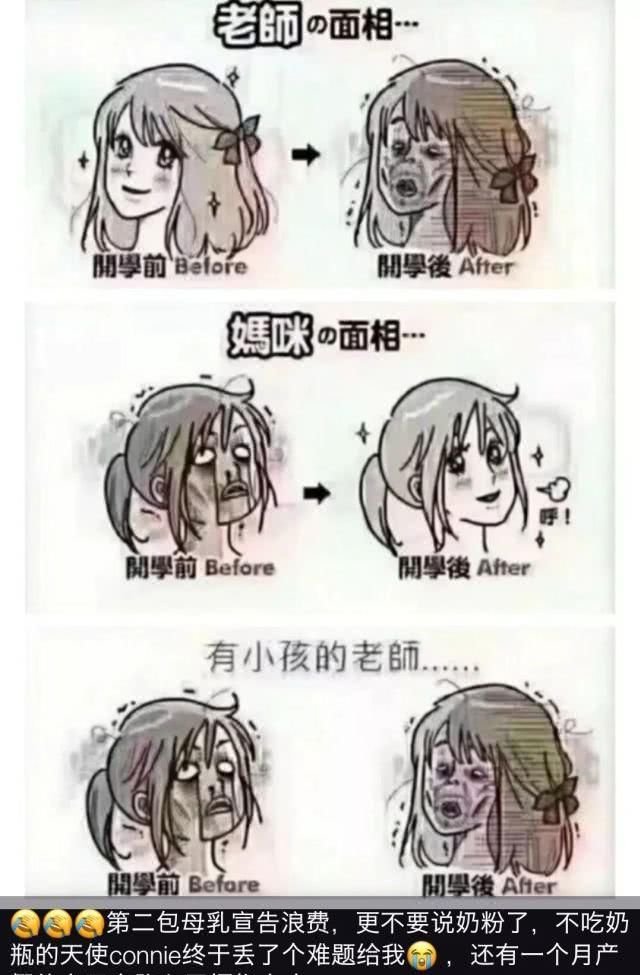 老師の面相…
開學前 Before
開學後 After
媽咪の面相…
呼!
開學前 Before
開學後 After
有小孩的老師......
開學前 Before
開學後 After
😂😂😂第二包母乳宣告浪费，更不要说奶粉了，不吃奶
瓶的天使connie终于丢了个难题给我😭，还有一个月产